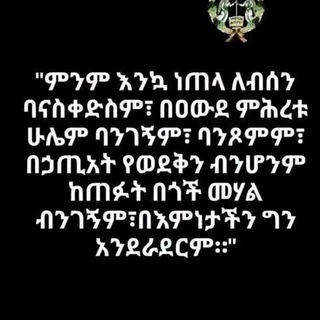 "ምንም እንኳ ነጠላ ለብሰን
ባናስቀድስም፣ በዐውደ ምሕረቱ
ሁሌም ባንገኝም፣ ባንጾምም፣
በኃጢአት የወደቅን ብንሆንም
ከጠፉት በጎች መሃል
ብንገኝም፣በእምነታችን ግን
አንደራደርም።"